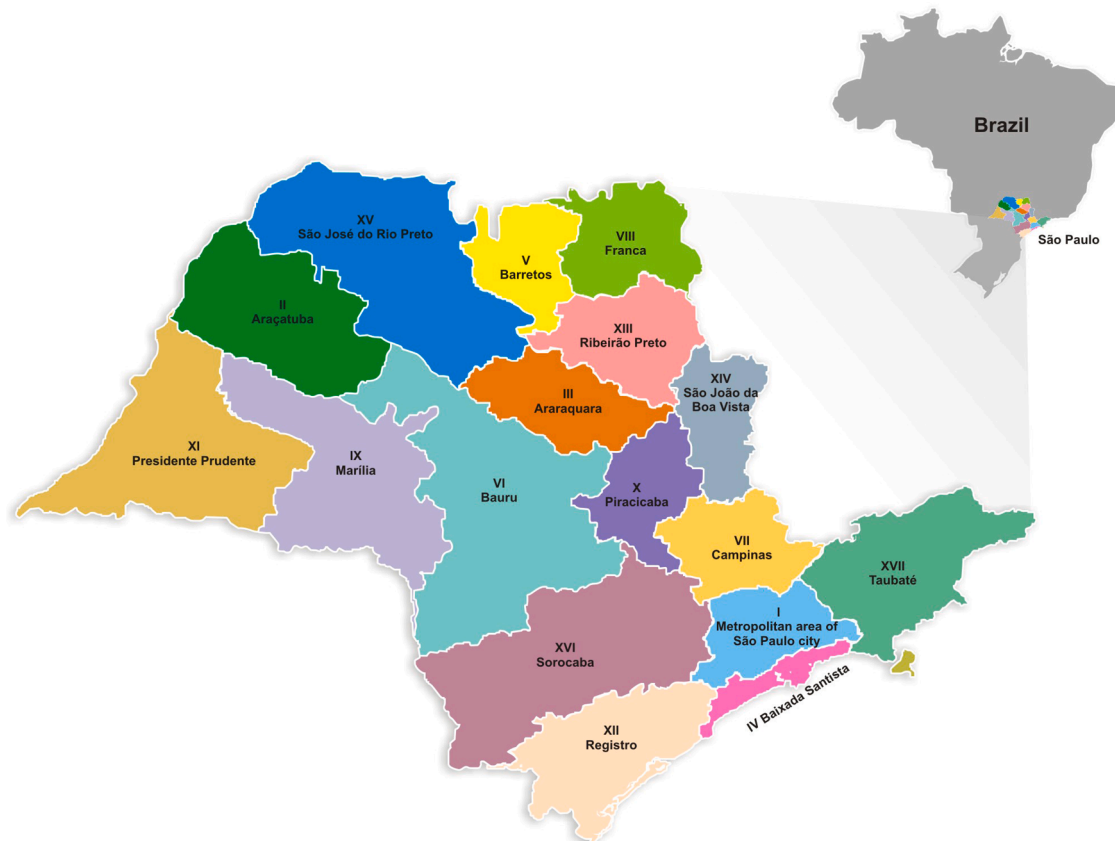 Brazil
São Paulo
XV
São José do Rio Preto
V
Barretos
VIII
Franca
II
Araçatuba
XIII
Ribeirão Preto
XIV
São João da
Boa Vista
III
Araraquara
XI
Presidente Prudente
IX
Marília
VI
Bauru
X
Piracicaba
VII
Campinas
XVII
Taubaté
I
Metropolitan area of
São Paulo city
XVI
Sorocaba
IV Baixada Santista
XII
Registro